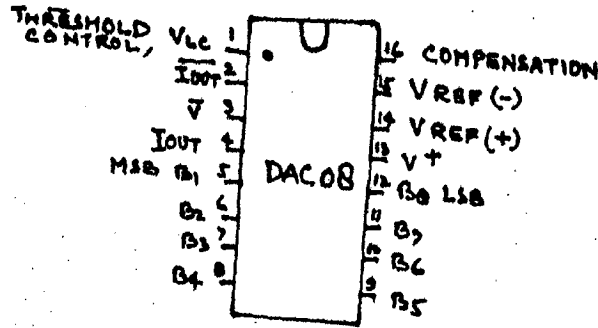 THRESHOLD
CONTROL, VLC 1
I̅O̅U̅T̅ 2
V̅ 3
IOUT 4
MSB B1 5
B2 6
B3 7
B4 8
DAC08
16 COMPENSATION
15 VREF (-)
14 VREF (+)
13 V+
12 B8 LSB
11 B7
10 B6
9 B5